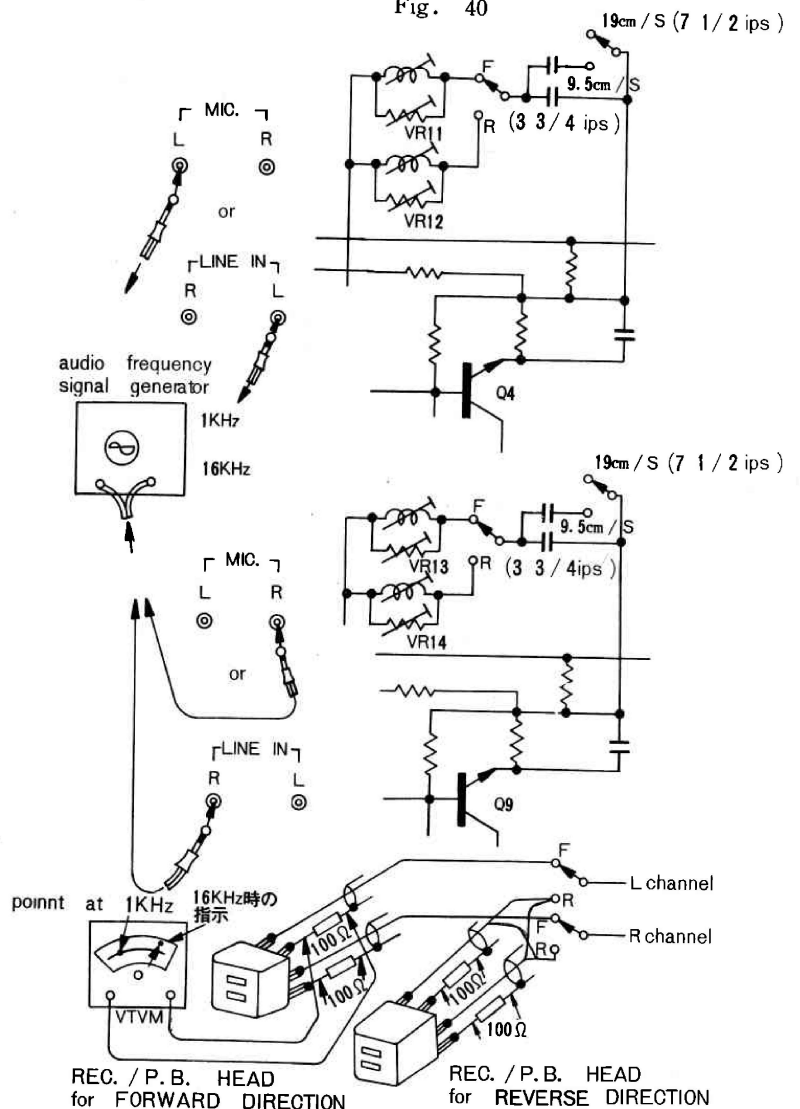 Fig. 40
19cm/S (7 1/2 ips)
F
9.5cm/S
(3 3/4 ips)
R
VR11
VR12
MIC.
L R
or
LINE IN
R L
audio frequency
signal generator
1KHz
16KHz
Q4
19cm/S (7 1/2 ips)
F
9.5cm/S
(3 3/4ips)
R
VR13
VR14
MIC.
L R
or
LINE IN
R L
Q9
poinnt at 1KHz
16KHz時の
指示
VTVM
100Ω
100Ω
100Ω
100Ω
F
L channel
R
F
R channel
R
REC. / P.B. HEAD
for FORWARD DIRECTION
REC. / P.B. HEAD
for REVERSE DIRECTION